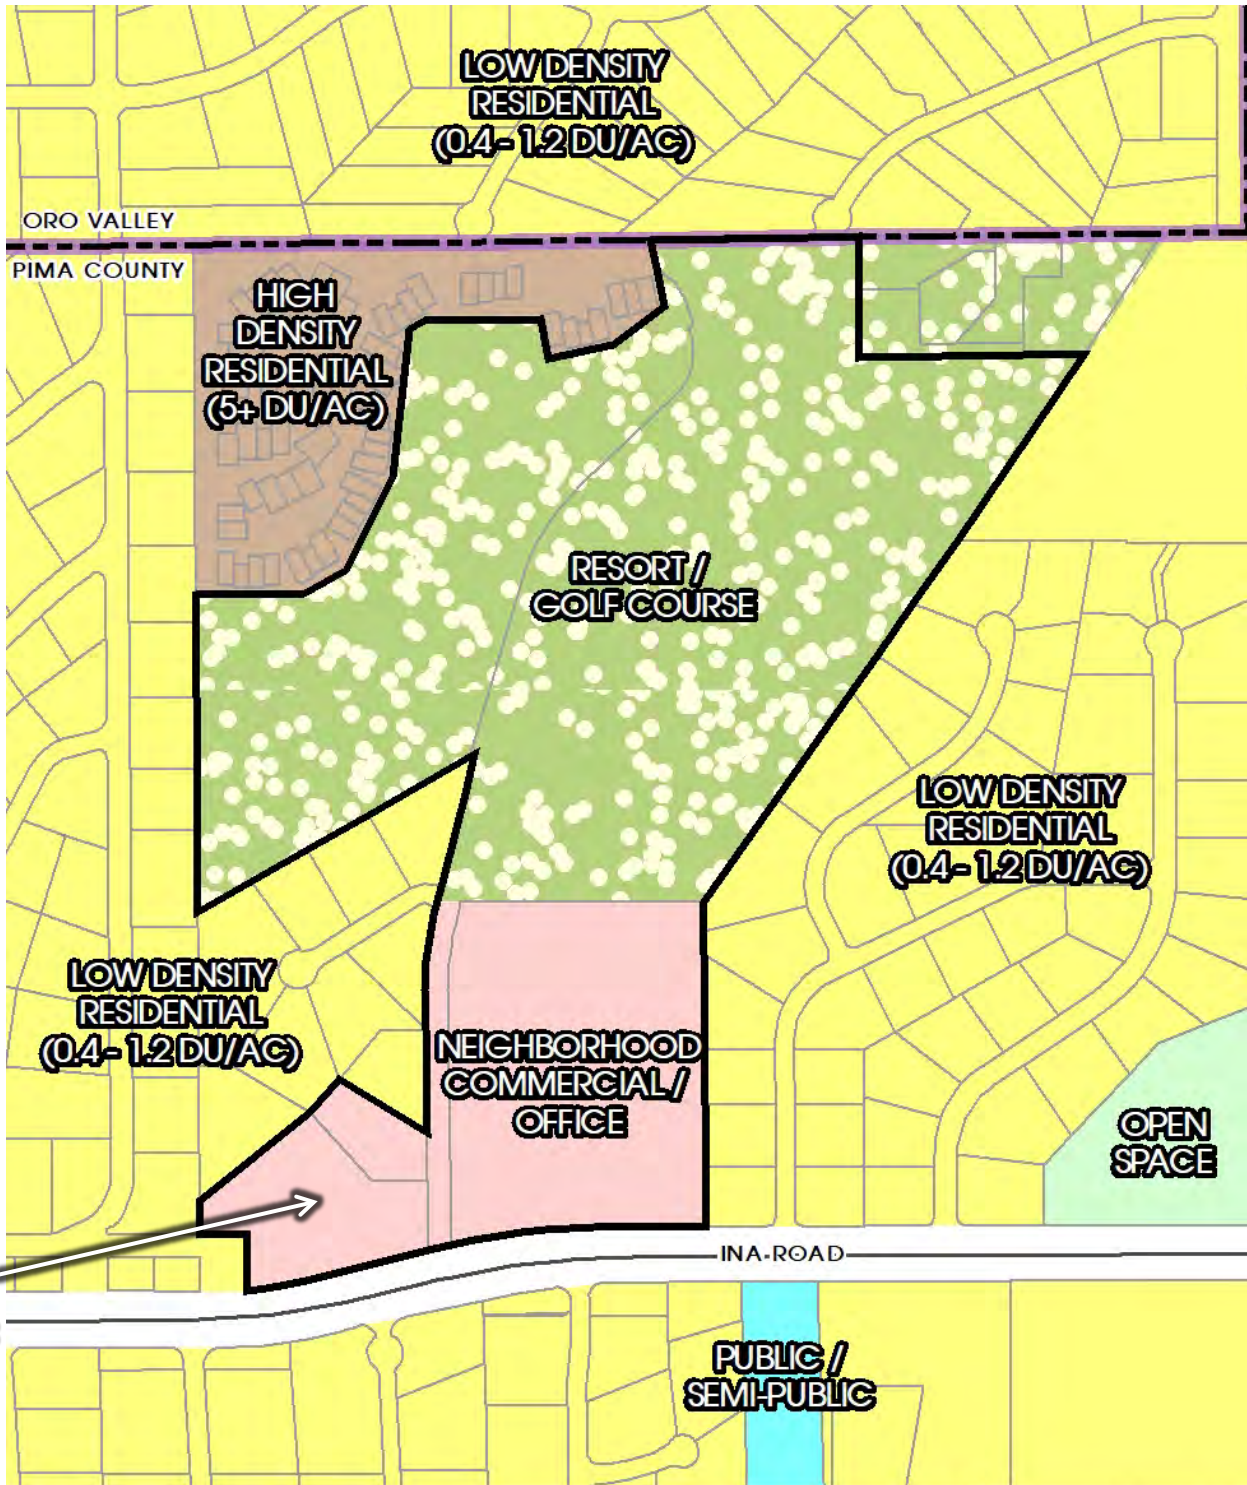 LOW DENSITY
RESIDENTIAL
(0.4 - 1.2 DU/AC)
ORO VALLEY
PIMA COUNTY
HIGH
DENSITY
RESIDENTIAL
(5+ DU/AC)
RESORT /
GOLF COURSE
LOW DENSITY
RESIDENTIAL
(0.4 - 1.2 DU/AC)
LOW DENSITY
RESIDENTIAL
(0.4 - 1.2 DU/AC)
NEIGHBORHOOD
COMMERCIAL /
OFFICE
OPEN
SPACE
INA ROAD
PUBLIC /
SEMI-PUBLIC